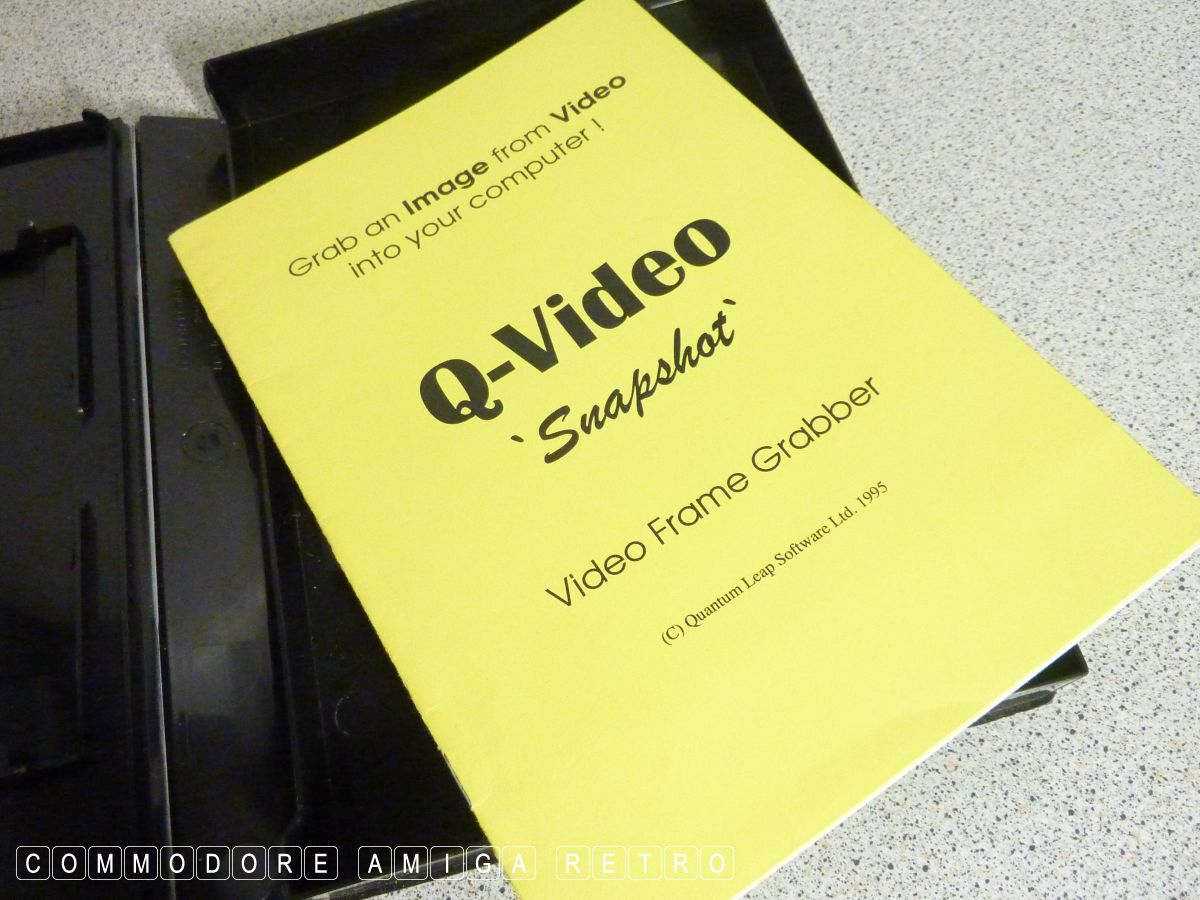 Grab an Image from Video
into your computer !
Q-Video
`Snapshot`
Video Frame Grabber
(C) Quantum Leap Software Ltd. 1995
COMMODORE AMIGA RETRO